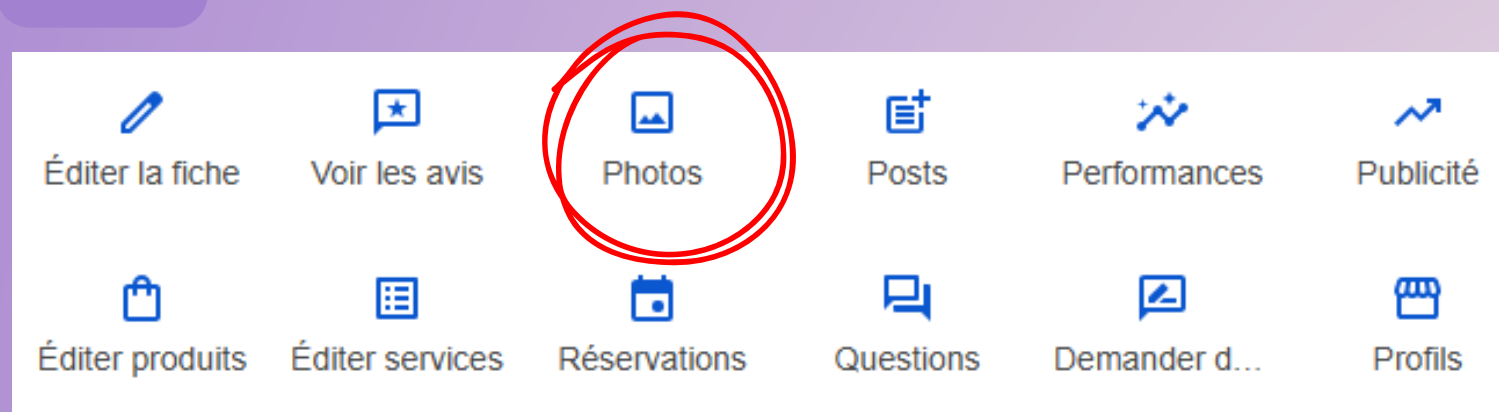 Éditer la fiche
Voir les avis
Photos
Posts
Performances
Publicité
Éditer produits
Éditer services
Réservations
Questions
Demander d...
Profils